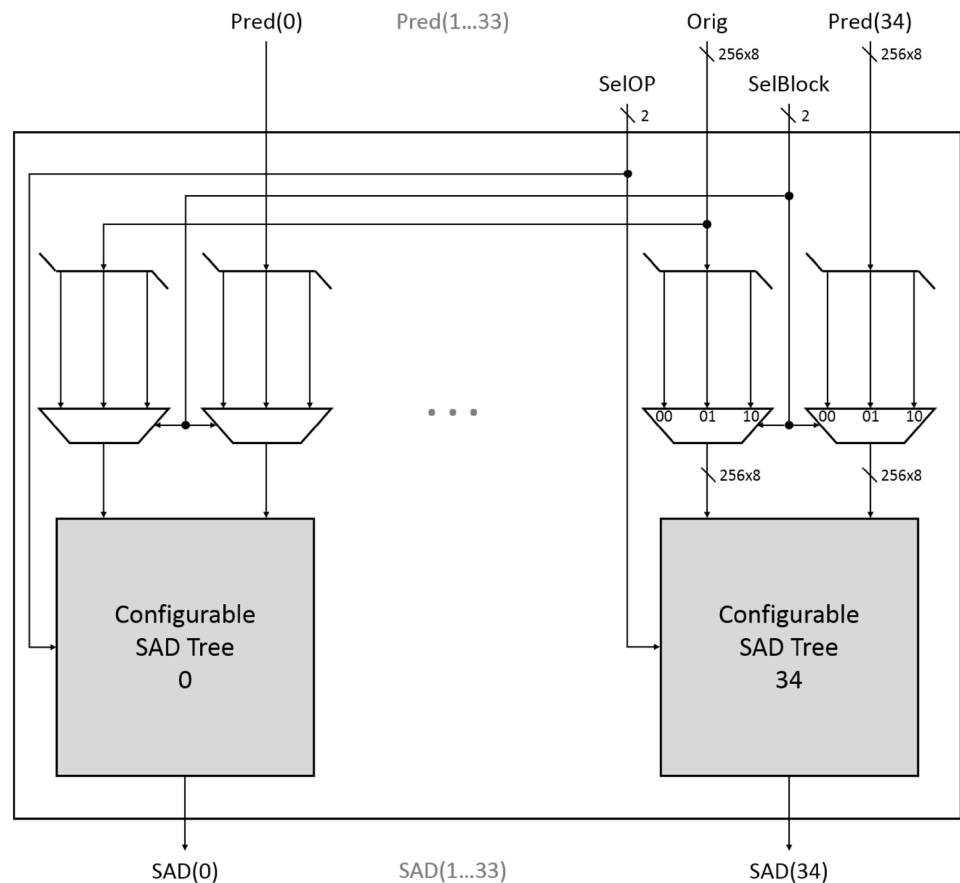 Pred(0)
Pred(1...33)
Orig
Pred(34)
256x8
256x8
SelOP
SelBlock
2
2
00
01
10
00
01
10
256x8
256x8
Configurable
SAD Tree
0
Configurable
SAD Tree
34
SAD(0)
SAD(1...33)
SAD(34)